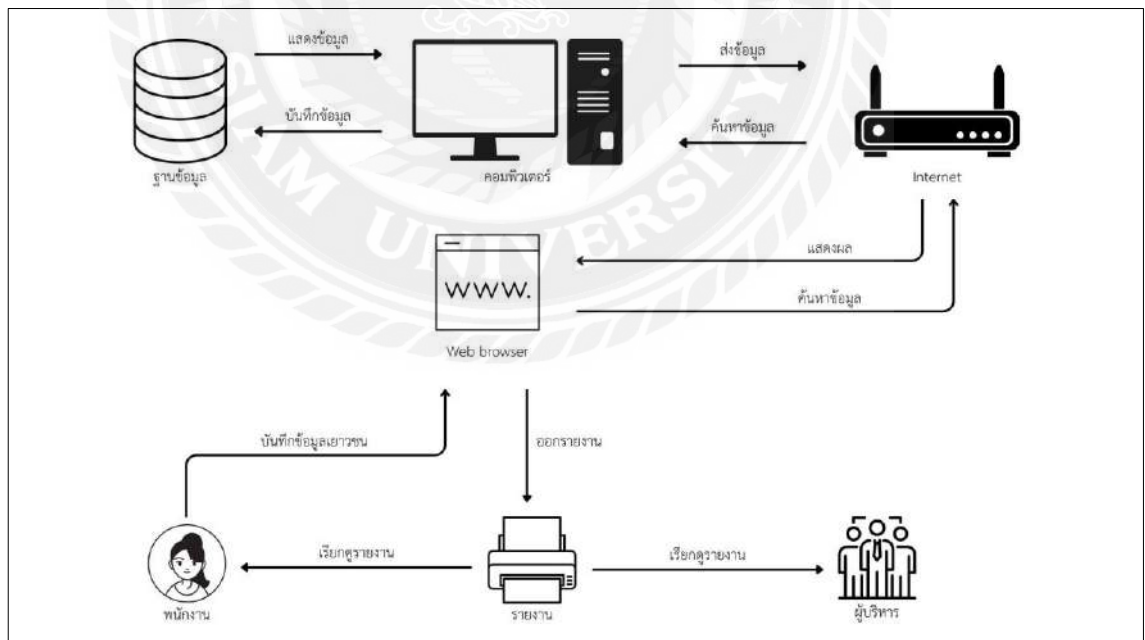 แสดงข้อมูล
ส่งข้อมูล
บันทึกข้อมูล
ค้นหาข้อมูล
ฐานข้อมูล
คอมพิวเตอร์
Internet
SIAM UNIVERSITY
แสดงผล
WWW.
ค้นหาข้อมูล
Web browser
บันทึกข้อมูลเยาวชน
ออกรายงาน
เรียกดูรายงาน
เรียกดูรายงาน
พนักงาน
รายงาน
ผู้บริหาร